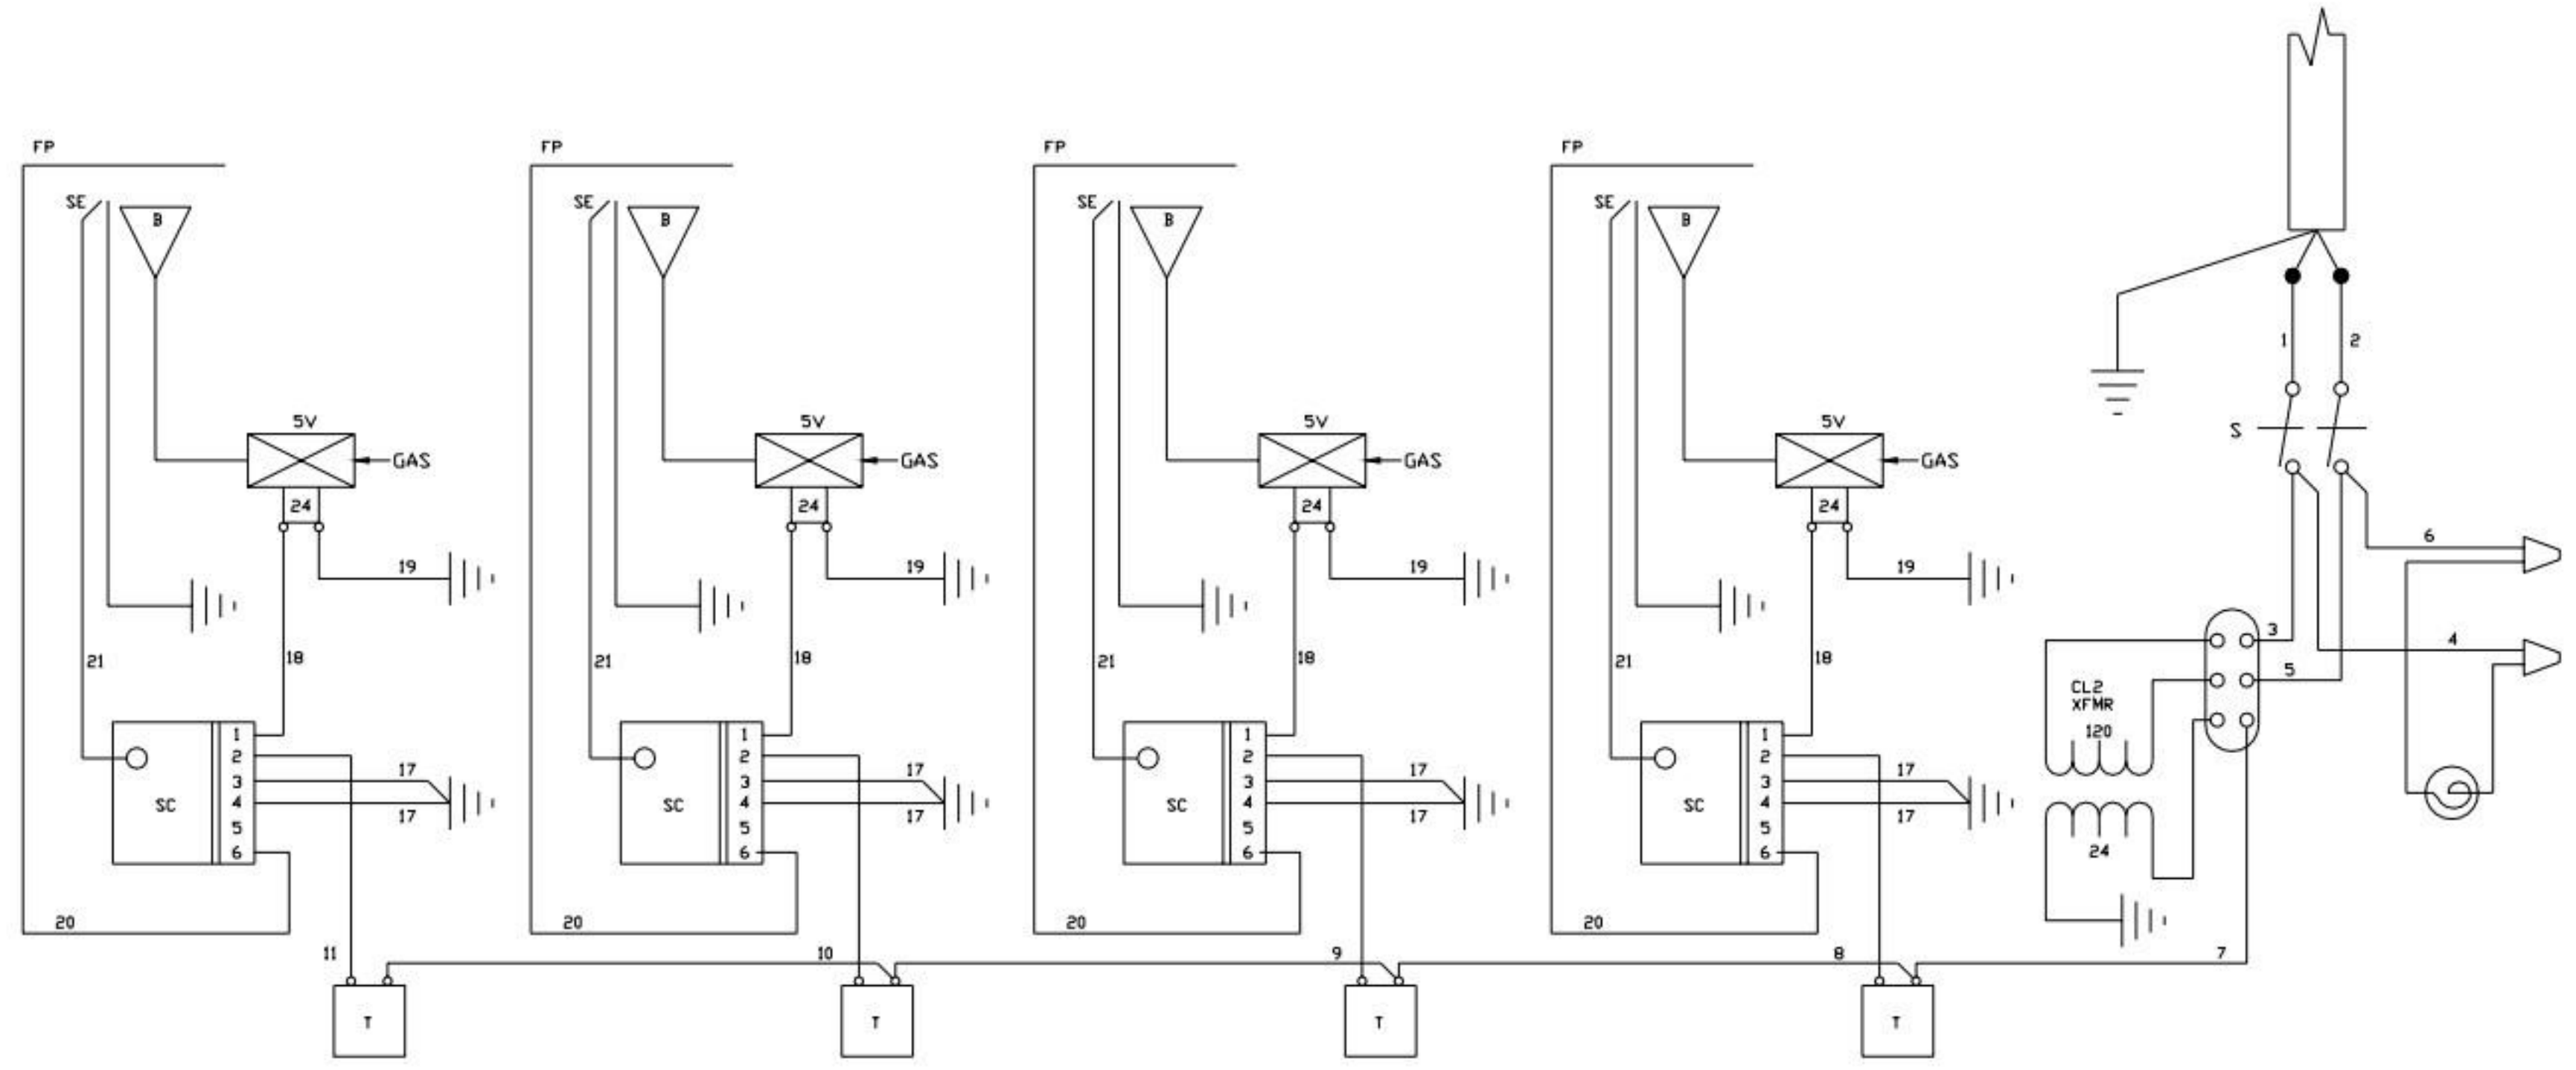 FP FP FP FP
SE B SE B SE B SE B
1 2
5V 5V 5V 5V S
GAS GAS GAS GAS
24 24 24 24
6
19 19 19 19
3 4
21 18 21 18 21 18 21 18
5
CL2
XFMR
1 1 1 1 120
2 2 2 2
17 17 17 17
3 3 3 3
SC 4 SC 4 SC 4 SC 4
17 17 17 17
5 5 5 5
6 6 6 6 24
20 20 20 20
11 10 9 8 7
T T T T